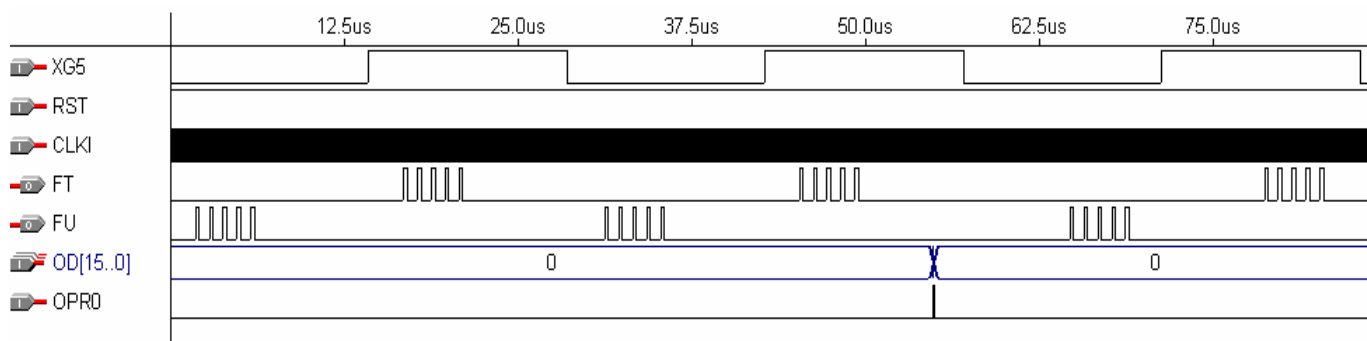 12.5us 25.0us 37.5us 50.0us 62.5us 75.0us
XG5
RST
CLKI
FT
FU
OD[15..0] 0 0
OPR0